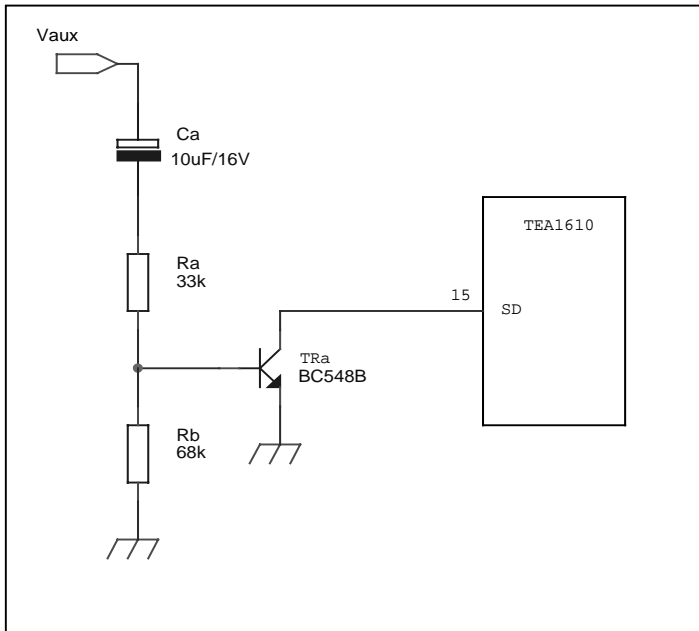 Vaux
Ca
10uF/16V
TEA1610
Ra
33k
15
SD
TRa
BC548B
Rb
68k